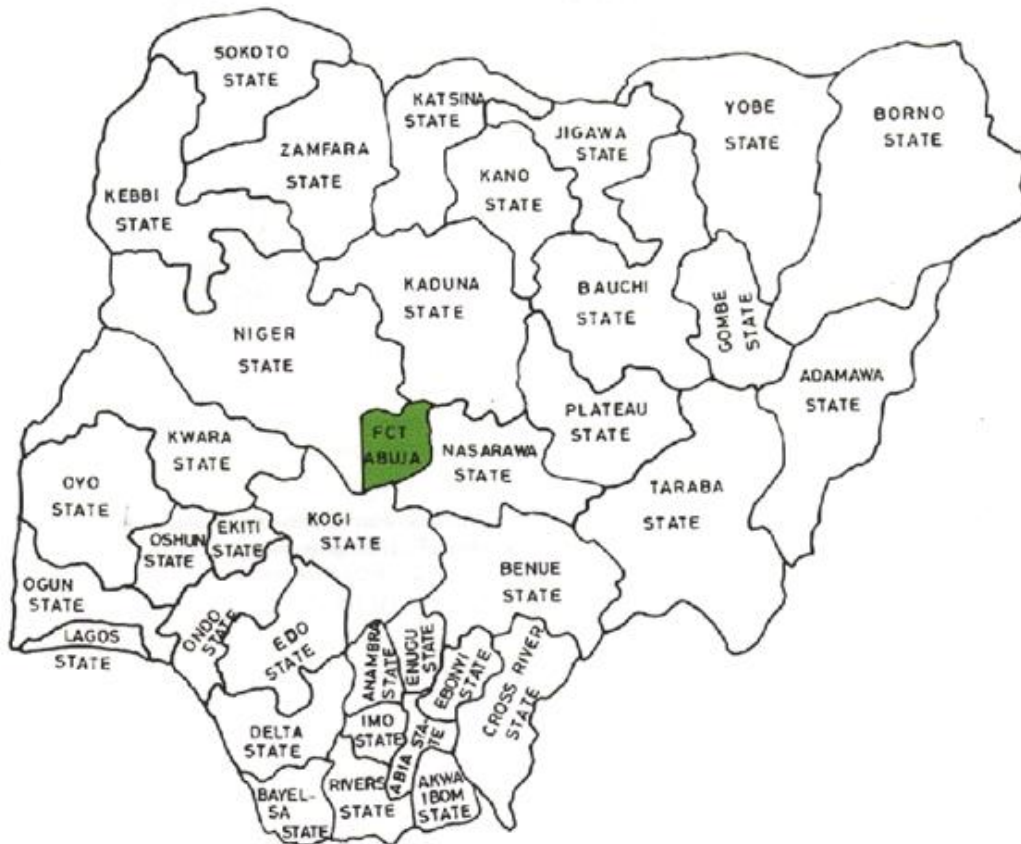 SOKOTO
STATE
KATSINA
STATE
YOBE
STATE
BORNO
STATE
JIGAWA
STATE
ZAMFARA
STATE
KANO
STATE
KEBBI
STATE
KADUNA
STATE
BAUCHI
STATE
GOMBE
STATE
NIGER
STATE
ADAMAWA
STATE
PLATEAU
STATE
FCT
ABUJA
NASARAWA
STATE
KWARA
STATE
TARABA
STATE
OYO
STATE
KOGI
STATE
OSHUN
STATE
EKITI
STATE
BENUE
STATE
OGUN
STATE
LAGOS
STATE
ONDO
STATE
EDO
STATE
ANAMBRA
STATE
ENUGU
STATE
EBONYI
STATE
CROSS RIVER
STATE
DELTA
STATE
IMO
STATE
ABIA STA-
TE
BAYEL-
SA
STATE
RIVERS
STATE
AKWA
IBOM
STATE